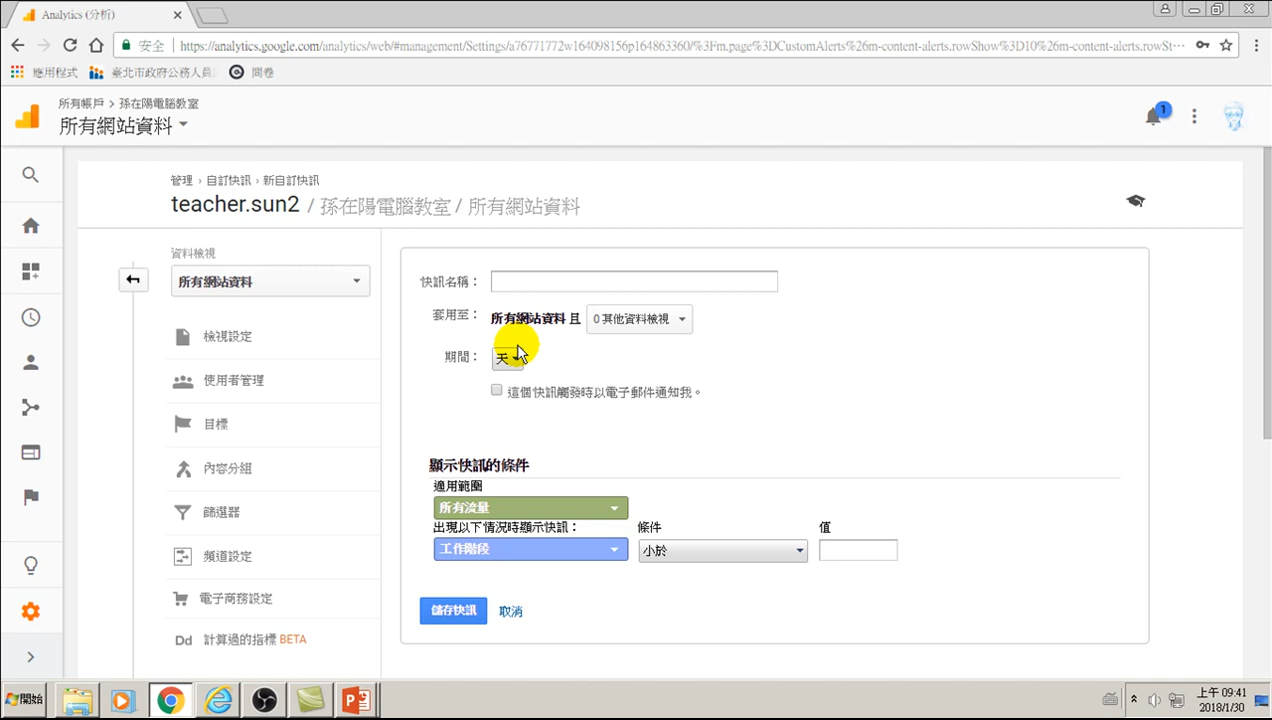 Analytics (分析)
安全 https://analytics.google.com/analytics/web/#management/Settings/a76771772w164098156p164863360/%3Fm.page%3DCustomAlerts%26m-content-alerts.rowShow%3D10%26m-content-alerts.rowSt…
應用程式 臺北市政府公務人員 問卷
所有帳戶 > 孫在陽電腦教室
所有網站資料
1
管理 › 自訂快訊 › 新自訂快訊
teacher.sun2 / 孫在陽電腦教室 / 所有網站資料
資料檢視
所有網站資料
檢視設定
使用者管理
目標
內容分組
篩選器
頻道設定
電子商務設定
Dd 計算過的指標 BETA
快訊名稱：
套用至： 所有網站資料 且 0 其他資料檢視
期間： 天
這個快訊觸發時以電子郵件通知我。
顯示快訊的條件
適用範圍
所有流量
出現以下情況時顯示快訊： 條件 值
工作階段 小於
儲存快訊 取消
開始
上午 09:41
2018/1/30